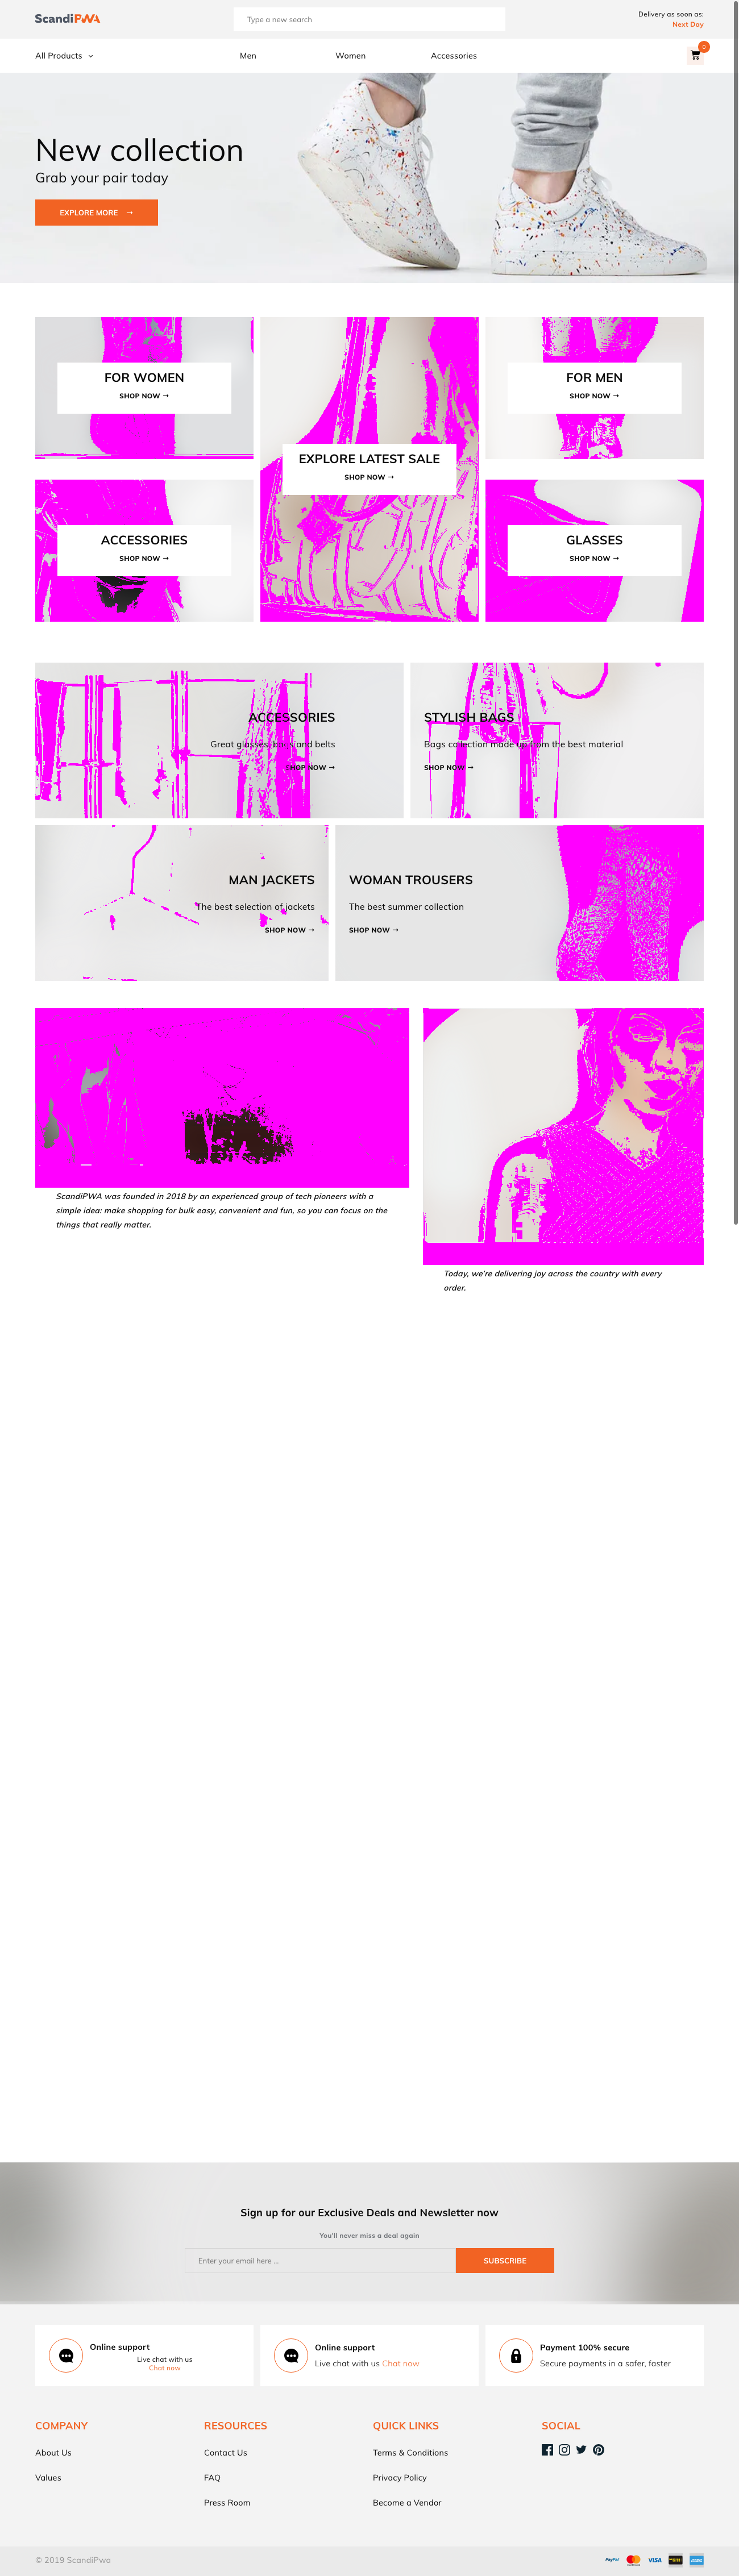 ScandiPWA
Type a new search
Delivery as soon as:
Next Day
All Products
Men
Women
Accessories
0
New collection
Grab your pair today
EXPLORE MORE →
FOR WOMEN
SHOP NOW →
EXPLORE LATEST SALE
SHOP NOW →
FOR MEN
SHOP NOW →
ACCESSORIES
SHOP NOW →
GLASSES
SHOP NOW →
ACCESSORIES
Great glasses, bags and belts
SHOP NOW →
STYLISH BAGS
Bags collection made up from the best material
SHOP NOW →
MAN JACKETS
The best selection of jackets
SHOP NOW →
WOMAN TROUSERS
The best summer collection
SHOP NOW →
ScandiPWA was founded in 2018 by an experienced group of tech pioneers with a
simple idea: make shopping for bulk easy, convenient and fun, so you can focus on the
things that really matter.
Today, we're delivering joy across the country with every
order.
Sign up for our Exclusive Deals and Newsletter now
You'll never miss a deal again
Enter your email here ...
SUBSCRIBE
Online support
Live chat with us
Chat now
Online support
Live chat with us Chat now
Payment 100% secure
Secure payments in a safer, faster
COMPANY
About Us
Values
RESOURCES
Contact Us
FAQ
Press Room
QUICK LINKS
Terms & Conditions
Privacy Policy
Become a Vendor
SOCIAL
© 2019 ScandiPwa
PayPal
VISA